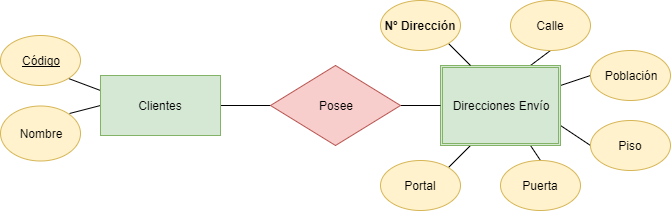 Código
Nombre
Clientes
Posee
Nº Dirección
Calle
Direcciones Envío
Población
Piso
Portal
Puerta